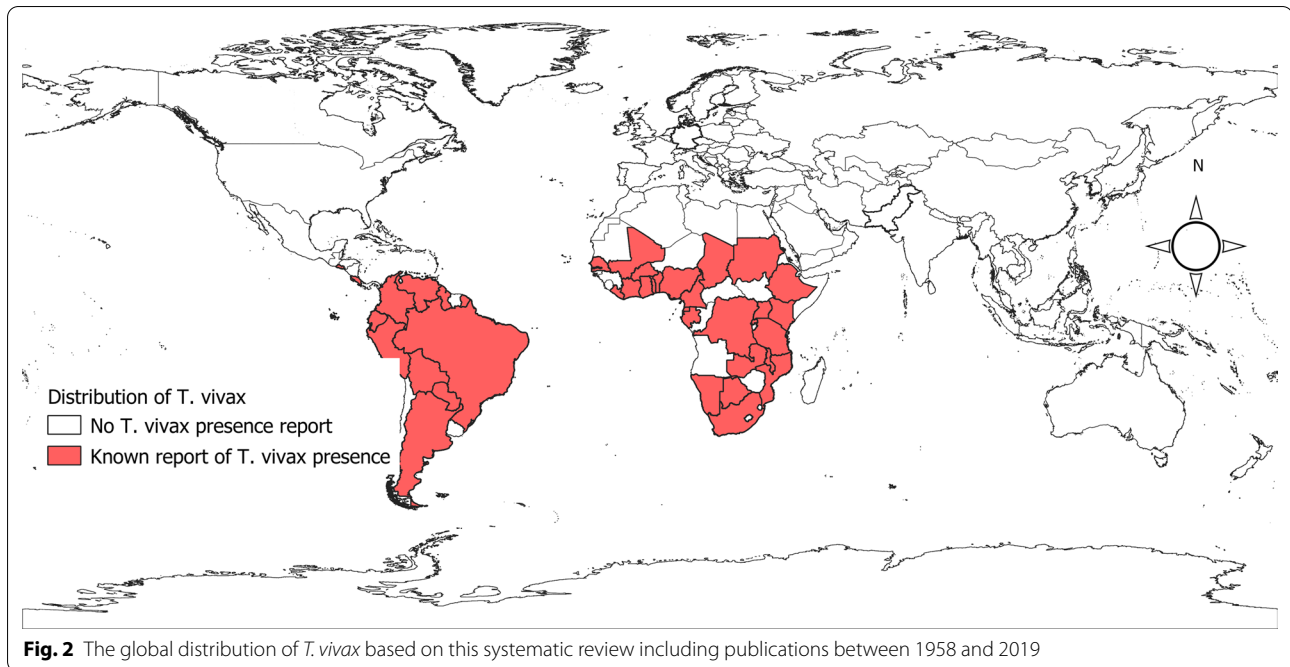 N
Distribution of T. vivax
No T. vivax presence report
Known report of T. vivax presence
Fig. 2 The global distribution of T. vivax based on this systematic review including publications between 1958 and 2019